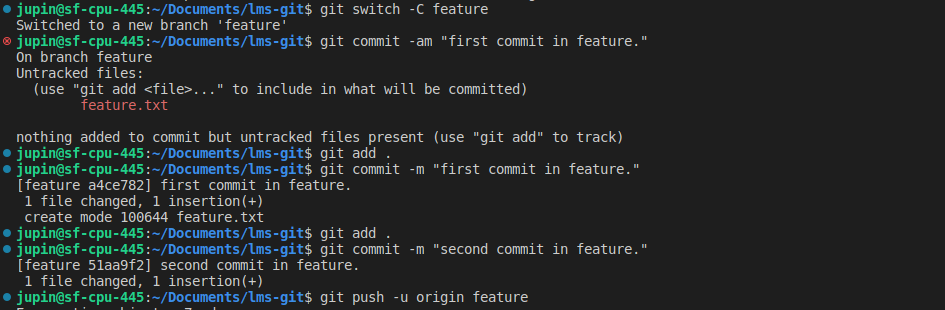 jupin@sf-cpu-445:~/Documents/lms-git$ git switch -C feature
Switched to a new branch 'feature'
jupin@sf-cpu-445:~/Documents/lms-git$ git commit -am "first commit in feature."
On branch feature
Untracked files:
  (use "git add <file>..." to include in what will be committed)
        feature.txt

nothing added to commit but untracked files present (use "git add" to track)
jupin@sf-cpu-445:~/Documents/lms-git$ git add .
jupin@sf-cpu-445:~/Documents/lms-git$ git commit -m "first commit in feature."
[feature a4ce782] first commit in feature.
 1 file changed, 1 insertion(+)
 create mode 100644 feature.txt
jupin@sf-cpu-445:~/Documents/lms-git$ git add .
jupin@sf-cpu-445:~/Documents/lms-git$ git commit -m "second commit in feature."
[feature 51aa9f2] second commit in feature.
 1 file changed, 1 insertion(+)
jupin@sf-cpu-445:~/Documents/lms-git$ git push -u origin feature